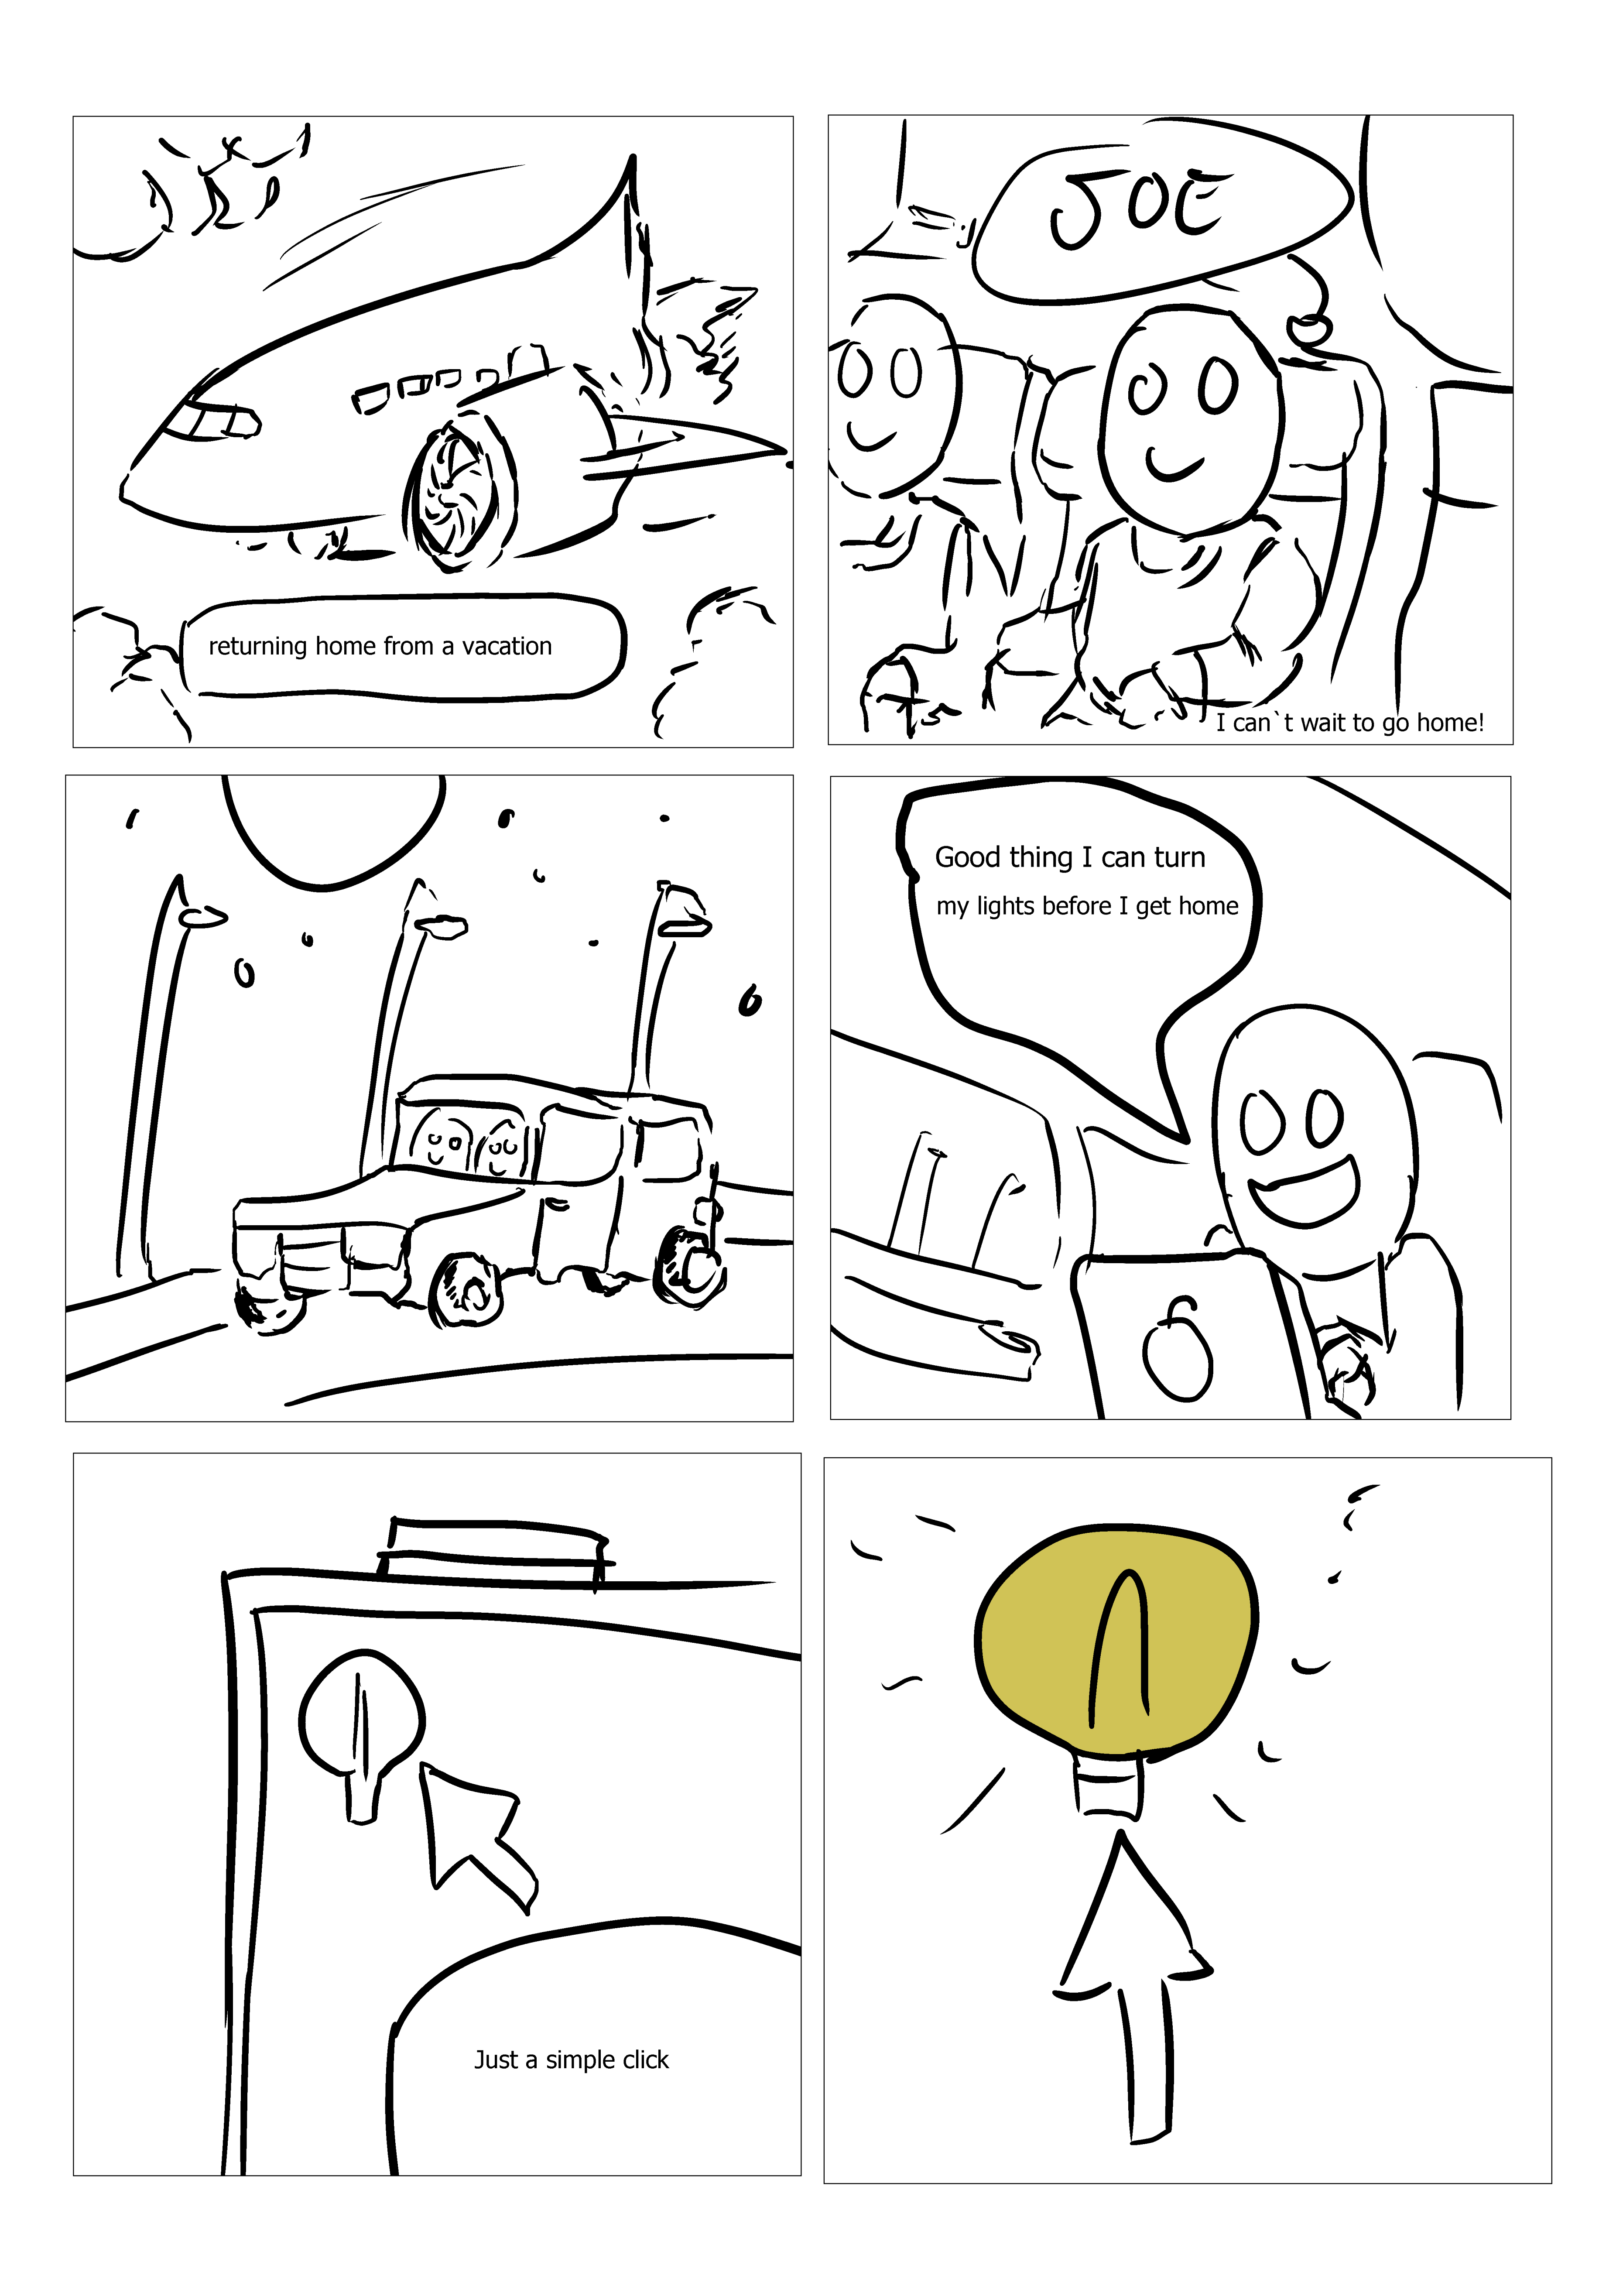 returning home from a vacation
JOE
I can`t wait to go home!
Good thing I can turn
my lights before I get home
Just a simple click